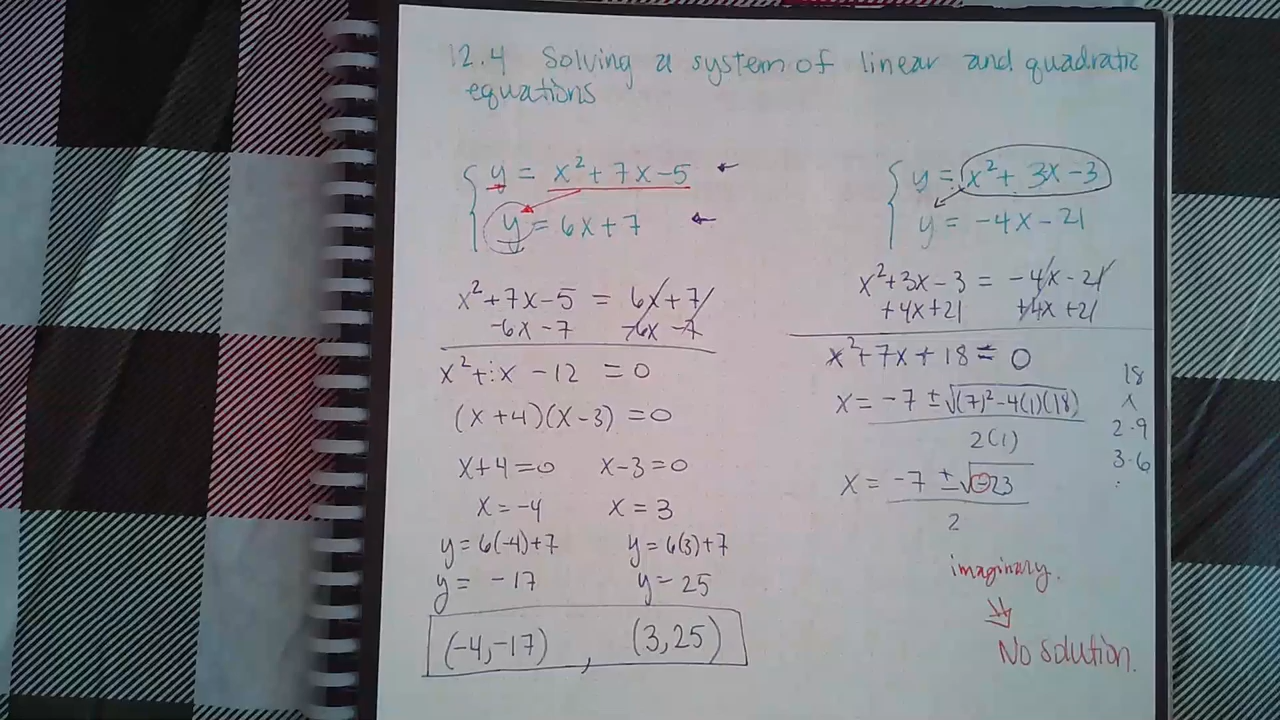 12.4 Solving a system of linear and quadratic
equations
y = x² + 7x - 5
y = 6x + 7
x² + 7x - 5 = 6x + 7
-6x - 7 -6x - 7
x² + x - 12 = 0
(x + 4)(x - 3) = 0
x + 4 = 0 x - 3 = 0
x = -4 x = 3
y = 6(-4) + 7 y = 6(3) + 7
y = -17 y = 25
(-4, -17) , (3, 25)
y = x² + 3x - 3
y = -4x - 21
x² + 3x - 3 = -4x - 21
+4x + 21 +4x + 21
x² + 7x + 18 = 0
x = -7 ± √(7)² - 4(1)(18)
2(1)
x = -7 ± √-23
2
18
2·9
3·6
imaginary.
No solution.